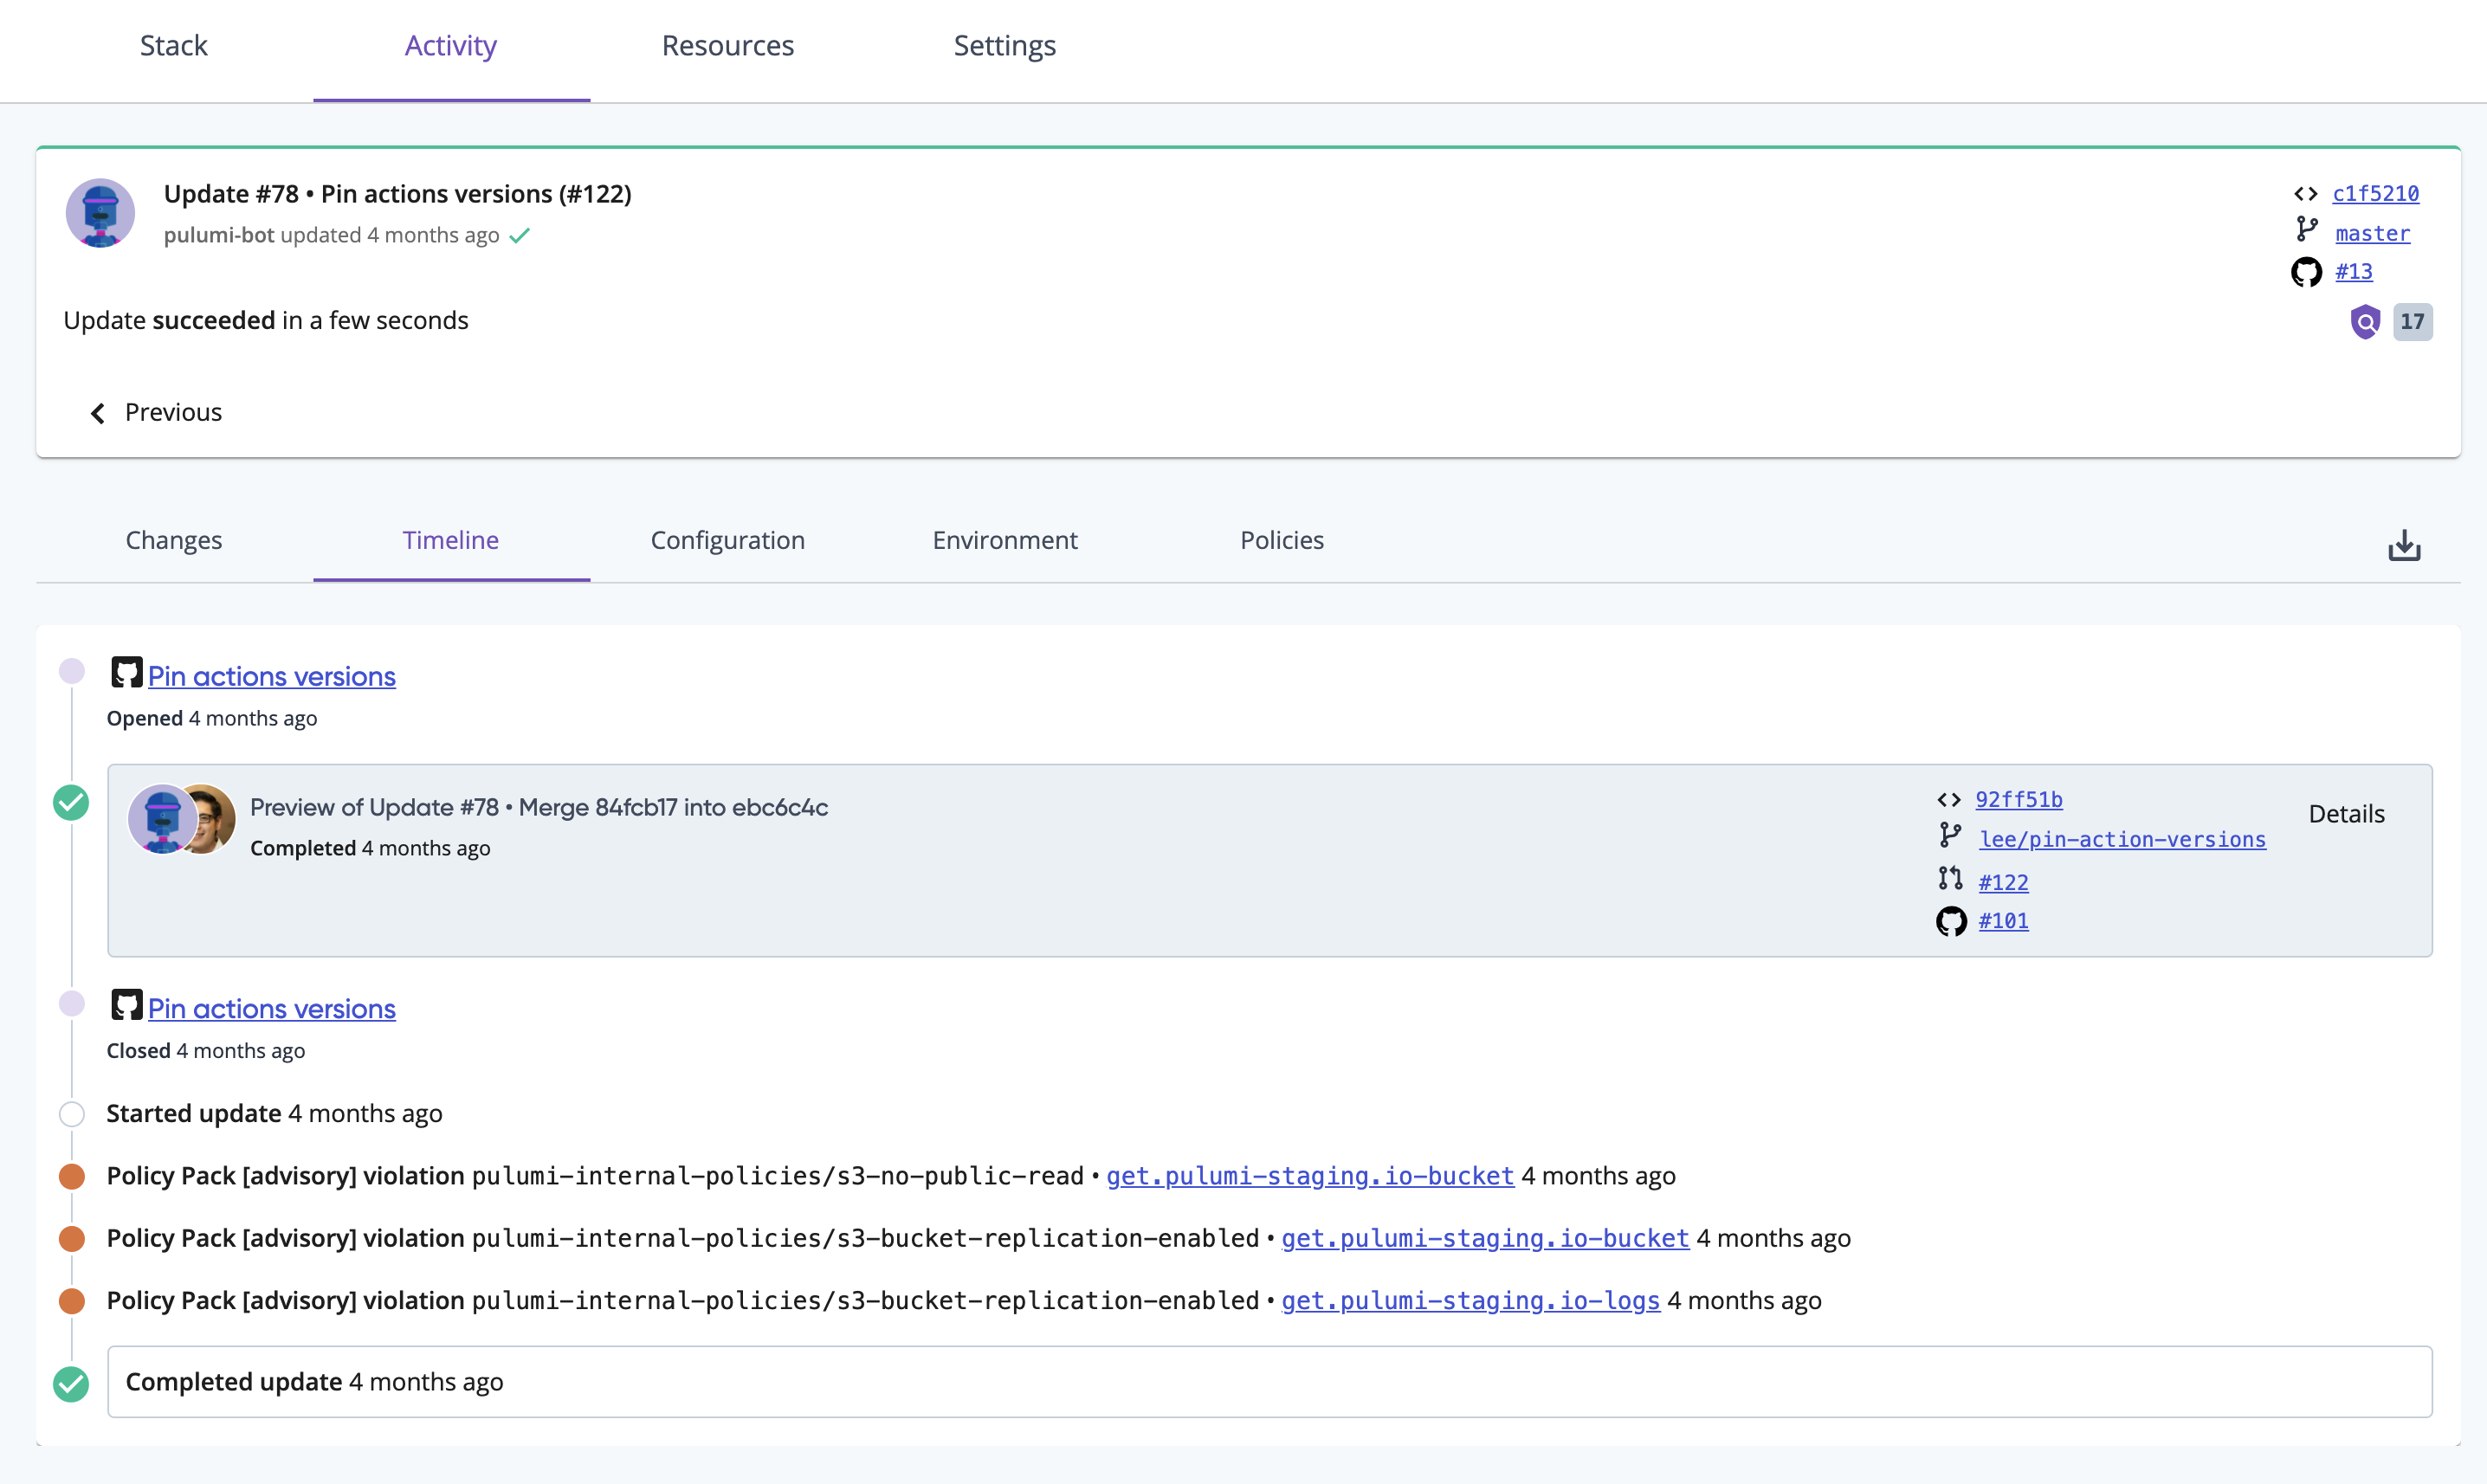 Stack Activity Resources Settings
Update #78 • Pin actions versions (#122)
pulumi-bot updated 4 months ago
c1f5210
master
#13
Update succeeded in a few seconds
17
Previous
Changes Timeline Configuration Environment Policies
Pin actions versions
Opened 4 months ago
Preview of Update #78 • Merge 84fcb17 into ebc6c4c
Completed 4 months ago
92ff51b
lee/pin-action-versions
#122
#101
Details
Pin actions versions
Closed 4 months ago
Started update 4 months ago
Policy Pack [advisory] violation pulumi-internal-policies/s3-no-public-read • get.pulumi-staging.io-bucket 4 months ago
Policy Pack [advisory] violation pulumi-internal-policies/s3-bucket-replication-enabled • get.pulumi-staging.io-bucket 4 months ago
Policy Pack [advisory] violation pulumi-internal-policies/s3-bucket-replication-enabled • get.pulumi-staging.io-logs 4 months ago
Completed update 4 months ago